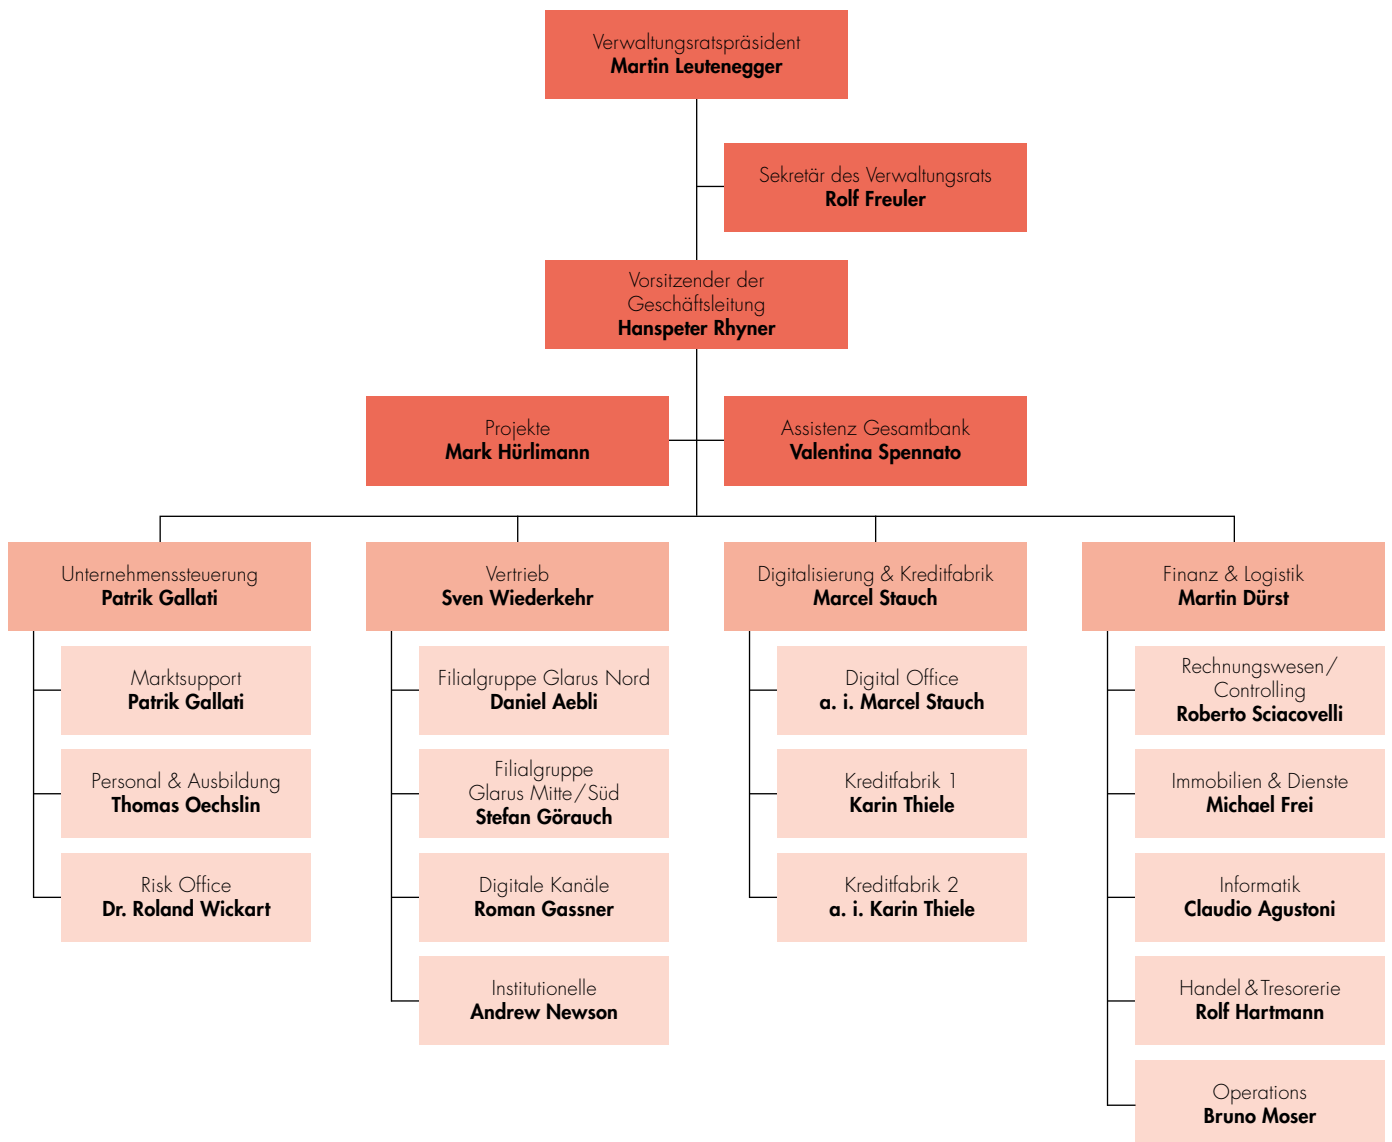 Verwaltungsratspräsident
Martin Leutenegger
Sekretär des Verwaltungsrats
Rolf Freuler
Vorsitzender der
Geschäftsleitung
Hanspeter Rhyner
Projekte
Mark Hürlimann
Assistenz Gesamtbank
Valentina Spennato
Unternehmenssteuerung
Patrik Gallati
Marktsupport
Patrik Gallati
Personal & Ausbildung
Thomas Oechslin
Risk Office
Dr. Roland Wickart
Vertrieb
Sven Wiederkehr
Filialgruppe Glarus Nord
Daniel Aebli
Filialgruppe
Glarus Mitte/Süd
Stefan Görauch
Digitale Kanäle
Roman Gassner
Institutionelle
Andrew Newson
Digitalisierung & Kreditfabrik
Marcel Stauch
Digital Office
a. i. Marcel Stauch
Kreditfabrik 1
Karin Thiele
Kreditfabrik 2
a. i. Karin Thiele
Finanz & Logistik
Martin Dürst
Rechnungswesen/
Controlling
Roberto Sciacovelli
Immobilien & Dienste
Michael Frei
Informatik
Claudio Agustoni
Handel & Tresorerie
Rolf Hartmann
Operations
Bruno Moser